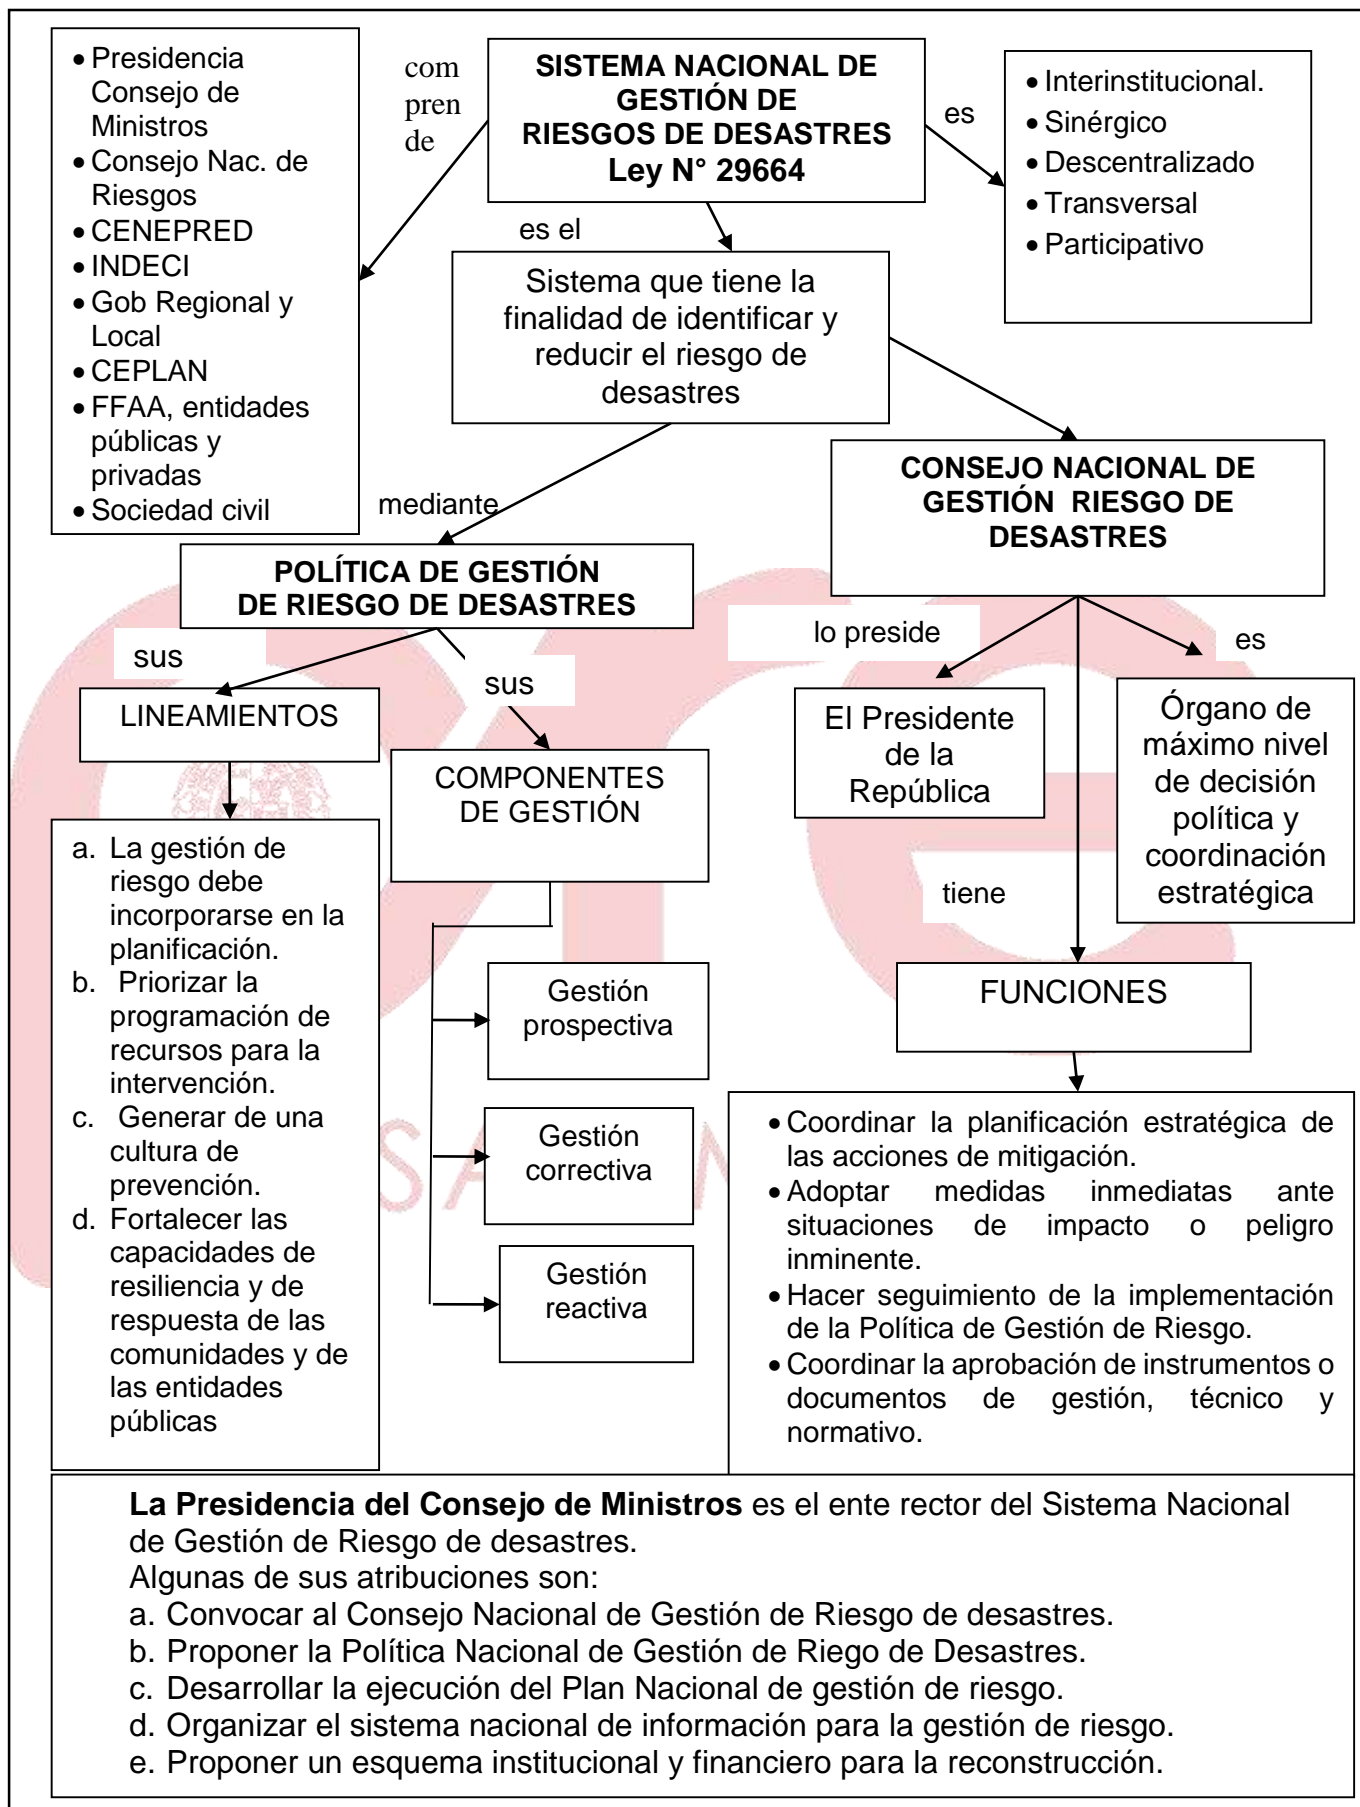 • Presidencia
Consejo de
Ministros
• Consejo Nac. de
Riesgos
• CENEPRED
• INDECI
• Gob Regional y
Local
• CEPLAN
• FFAA, entidades
públicas y
privadas
• Sociedad civil
com
pren
de
SISTEMA NACIONAL DE
GESTIÓN DE
RIESGOS DE DESASTRES
Ley N° 29664
es
• Interinstitucional.
• Sinérgico
• Descentralizado
• Transversal
• Participativo
es el
Sistema que tiene la
finalidad de identificar y
reducir el riesgo de
desastres
mediante
CONSEJO NACIONAL DE
GESTIÓN RIESGO DE
DESASTRES
POLÍTICA DE GESTIÓN
DE RIESGO DE DESASTRES
sus
sus
lo preside
es
LINEAMIENTOS
COMPONENTES
DE GESTIÓN
El Presidente
de la
República
Órgano de
máximo nivel
de decisión
política y
coordinación
estratégica
a. La gestión de
riesgo debe
incorporarse en la
planificación.
b. Priorizar la
programación de
recursos para la
intervención.
c. Generar de una
cultura de
prevención.
d. Fortalecer las
capacidades de
resiliencia y de
respuesta de las
comunidades y de
las entidades
públicas
Gestión
prospectiva
Gestión
correctiva
Gestión
reactiva
tiene
FUNCIONES
• Coordinar la planificación estratégica de
las acciones de mitigación.
• Adoptar medidas inmediatas ante
situaciones de impacto o peligro
inminente.
• Hacer seguimiento de la implementación
de la Política de Gestión de Riesgo.
• Coordinar la aprobación de instrumentos o
documentos de gestión, técnico y
normativo.
La Presidencia del Consejo de Ministros es el ente rector del Sistema Nacional
de Gestión de Riesgo de desastres.
Algunas de sus atribuciones son:
a. Convocar al Consejo Nacional de Gestión de Riesgo de desastres.
b. Proponer la Política Nacional de Gestión de Riego de Desastres.
c. Desarrollar la ejecución del Plan Nacional de gestión de riesgo.
d. Organizar el sistema nacional de información para la gestión de riesgo.
e. Proponer un esquema institucional y financiero para la reconstrucción.